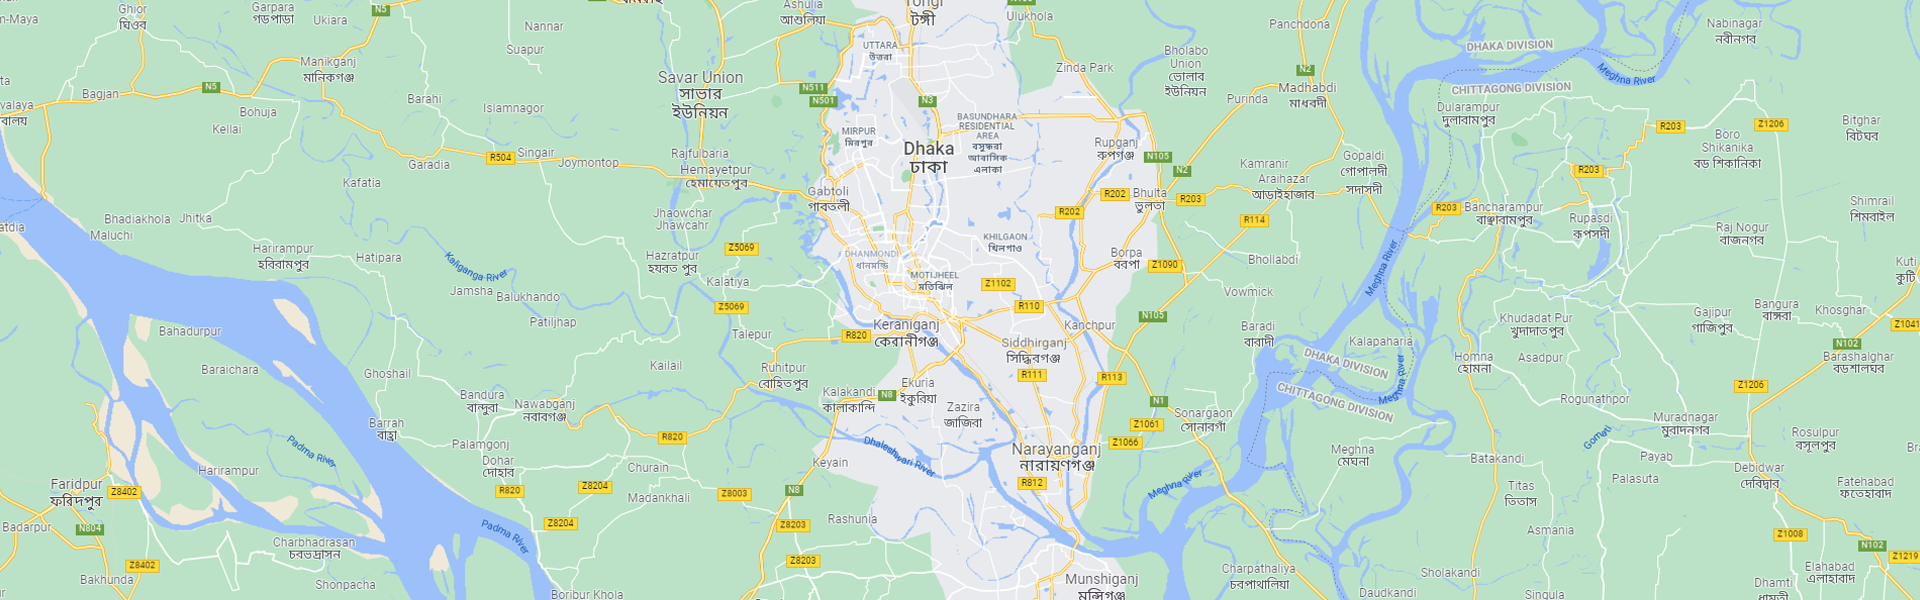 Ghior
ঘিওর
Garpara
গড়পাড়া
N5
Ukiara
Nannar
Suapur
Ashulia
আশুলিয়া
Tongi
টঙ্গী
Ulukhola
UTTARA
উত্তরা
Bholabo
Union
ভোলাব
ইউনিয়ন
Panchdona
Nabinagar
নবীনগর
DHAKA DIVISION
Meghna River
CHITTAGONG DIVISION
Manikganj
মানিকগঞ্জ
Savar Union
সাভার
ইউনিয়ন
Zinda Park
N2
Madhabdi
মাধবদী
Purinda
N5
Bagjan
Bohuja
Kellai
Barahi
Islamnagor
N511
N501
N3
BASUNDHARA
RESIDENTIAL
AREA
বসুন্ধরা
আবাসিক
এলাকা
MIRPUR
মিরপুর
Dhaka
ঢাকা
Rupganj
রূপগঞ্জ
N105
N2
Dularampur
দুলারামপুর
R203
Z1206
Boro
Shikanika
বড় শিকানিকা
Bitghar
বিটঘর
Garadia
R504
Singair
Joymontop
Rajfulbaria
Hemayetpur
হেমায়েতপুর
Gabtoli
গাবতলী
Kamranir
Araihazar
আড়াইহাজার
Gopaldi
গোপালদী
সদাসদী
R203
Kafatia
Bhadiakhola
Jhitka
Maluchi
Harirampur
হরিরামপুর
Hatipara
Jhaowchar
Jhawcahr
Hazratpur
হযরত পুর
Z5069
R202
R202
Bhulta
ভুলতা
R203
R114
R203
Bancharampur
বাঞ্ছারামপুর
Rupasdi
রূপসদী
Shimrail
শিমরাইল
Raj Nogur
রাজনগর
KHILGAON
খিলগাও
DHANMONDI
ধানমন্ডি
MOTIJHEEL
মতিঝিল
Borpa
বরপা
Z1090
Bhollabdi
Meghna River
Kaliganga River
Jamsha
Balukhando
Patiljhap
Kalatiya
Z5069
Z1102
R110
Vowmick
Kuti
কুটি
Bangura
বাঙ্গরা
Khosghar
Gajipur
গাজিপুর
Khudadat Pur
খুদাদাতপুর
Bahadurpur
Talepur
R820
Keraniganj
কেরানীগঞ্জ
Kanchpur
N105
Baradi
বাবাদী
Kalapaharia
Z1041
N102
Barashalghar
বড়শালঘর
Siddhirganj
সিদ্ধিরগঞ্জ
DHAKA DIVISION
Homna
হোমনা
Asadpur
Baraichara
Ghoshail
Kailail
Ruhitpur
রোহিতপুর
R111
R113
Meghna River
CHITTAGONG DIVISION
Z1206
Rogunathpor
Bandura
বান্দুরা
Nawabganj
নবাবগঞ্জ
Kalakandi
কালাকান্দি
N8
Ekuria
ইকুরিয়া
Zazira
জাজিরা
N1
Sonargaon
সোনারগাঁ
Muradnagar
মুরাদনগর
Barrah
বাহ্রা
Palamgonj
R820
Z1061
Z1066
Gomati
Rosulpur
রসুলপুর
Padma River
Dhaleshwari River
Narayanganj
নারায়ণগঞ্জ
Meghna
মেঘনা
Batakandi
Payab
Harirampur
Dohar
দোহার
Churain
Keyain
Debidwar
দেবিদ্বার
Faridpur
ফরিদপুর
Z8402
R820
Z8204
Madankhali
Z8003
N8
R812
Meghna River
Titas
তিতাস
Palasuta
Fatehabad
ফতেহাবাদ
Badarpur
N804
Padma River
Z8204
Z8203
Rashunia
Asmania
Z1008
N102
Charbhadrasan
চরভদ্রাসন
Z8402
Z8203
Z1219
Bakhunda
Shonpacha
Boribur Khola
Munshiganj
মুন্সিগঞ্জ
Charpathaliya
চরপাথালিয়া
Daudkandi
Sholakandi
Singula
Elahabad
এলাহাবাদ
Dhamti
ধামতী